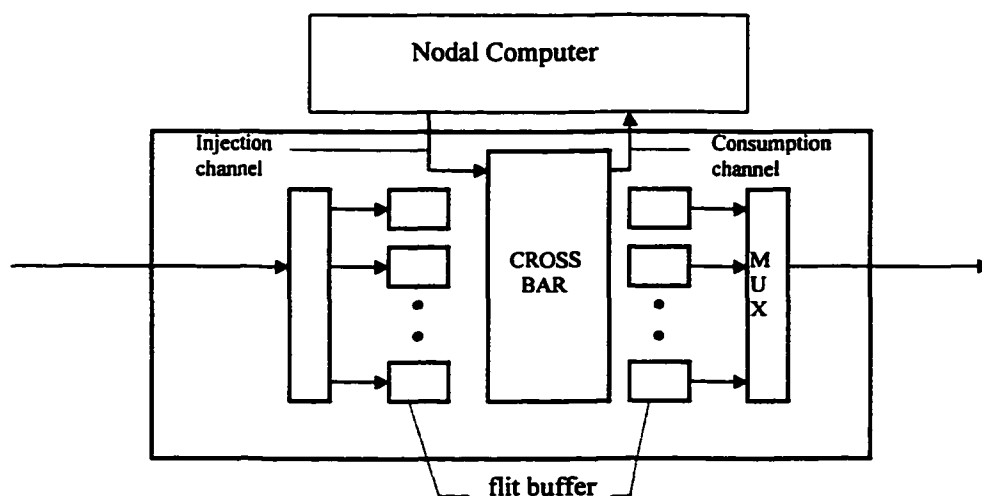 Nodal Computer
Injection
channel
Consumption
channel
CROSS
BAR
M
U
X
flit buffer